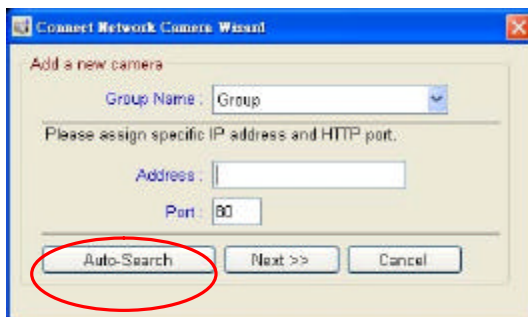 Connect Network Camera Wizard
Add a new camera
Group Name : Group
Please assign specific IP address and HTTP port.
Address :
Port : 80
Auto-Search Next >> Cancel